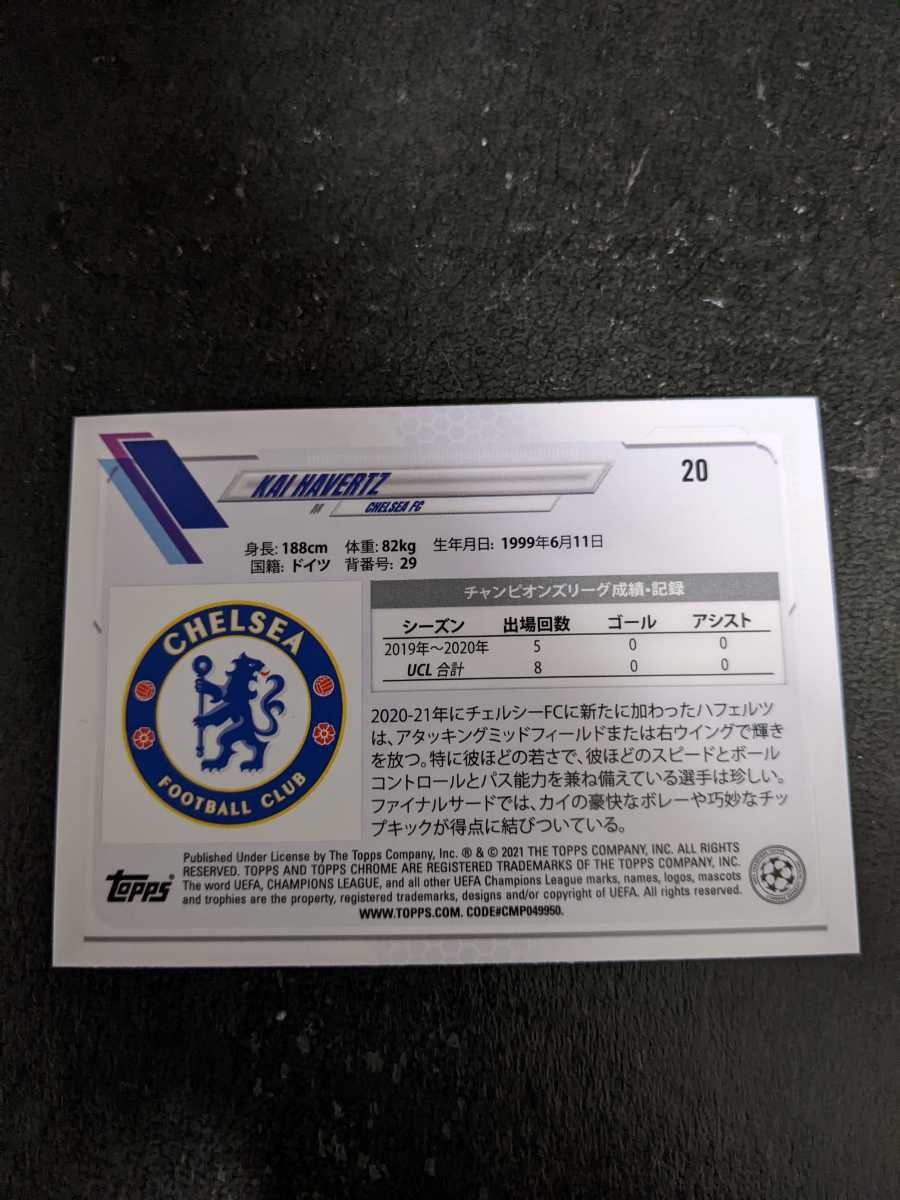 20
KAI HAVERTZ
M CHELSEA FC
身長: 188cm 体重: 82kg 生年月日: 1999年6月11日
国籍: ドイツ 背番号: 29
CHELSEA
FOOTBALL CLUB
チャンピオンズリーグ成績・記録
シーズン 出場回数 ゴール アシスト
2019年～2020年 5 0 0
UCL 合計 8 0 0
2020-21年にチェルシーFCに新たに加わったハフェルツ
は、アタッキングミッドフィールドまたは右ウイングで輝き
を放つ。特に彼ほどの若さで、彼ほどのスピードとボール
コントロールとパス能力を兼ね備えている選手は珍しい。
ファイナルサードでは、カイの豪快なボレーや巧妙なチッ
プキックが得点に結びついている。
topps
Published Under License by The Topps Company, Inc. ® & © 2021 THE TOPPS COMPANY, INC. ALL RIGHTS
RESERVED. TOPPS AND TOPPS CHROME ARE REGISTERED TRADEMARKS OF THE TOPPS COMPANY, INC.
The word UEFA, CHAMPIONS LEAGUE, and all other UEFA Champions League marks, names, logos, mascots
and trophies are the property, registered trademarks, designs and/or copyright of UEFA. All rights reserved.
WWW.TOPPS.COM. CODE#CMP049950.